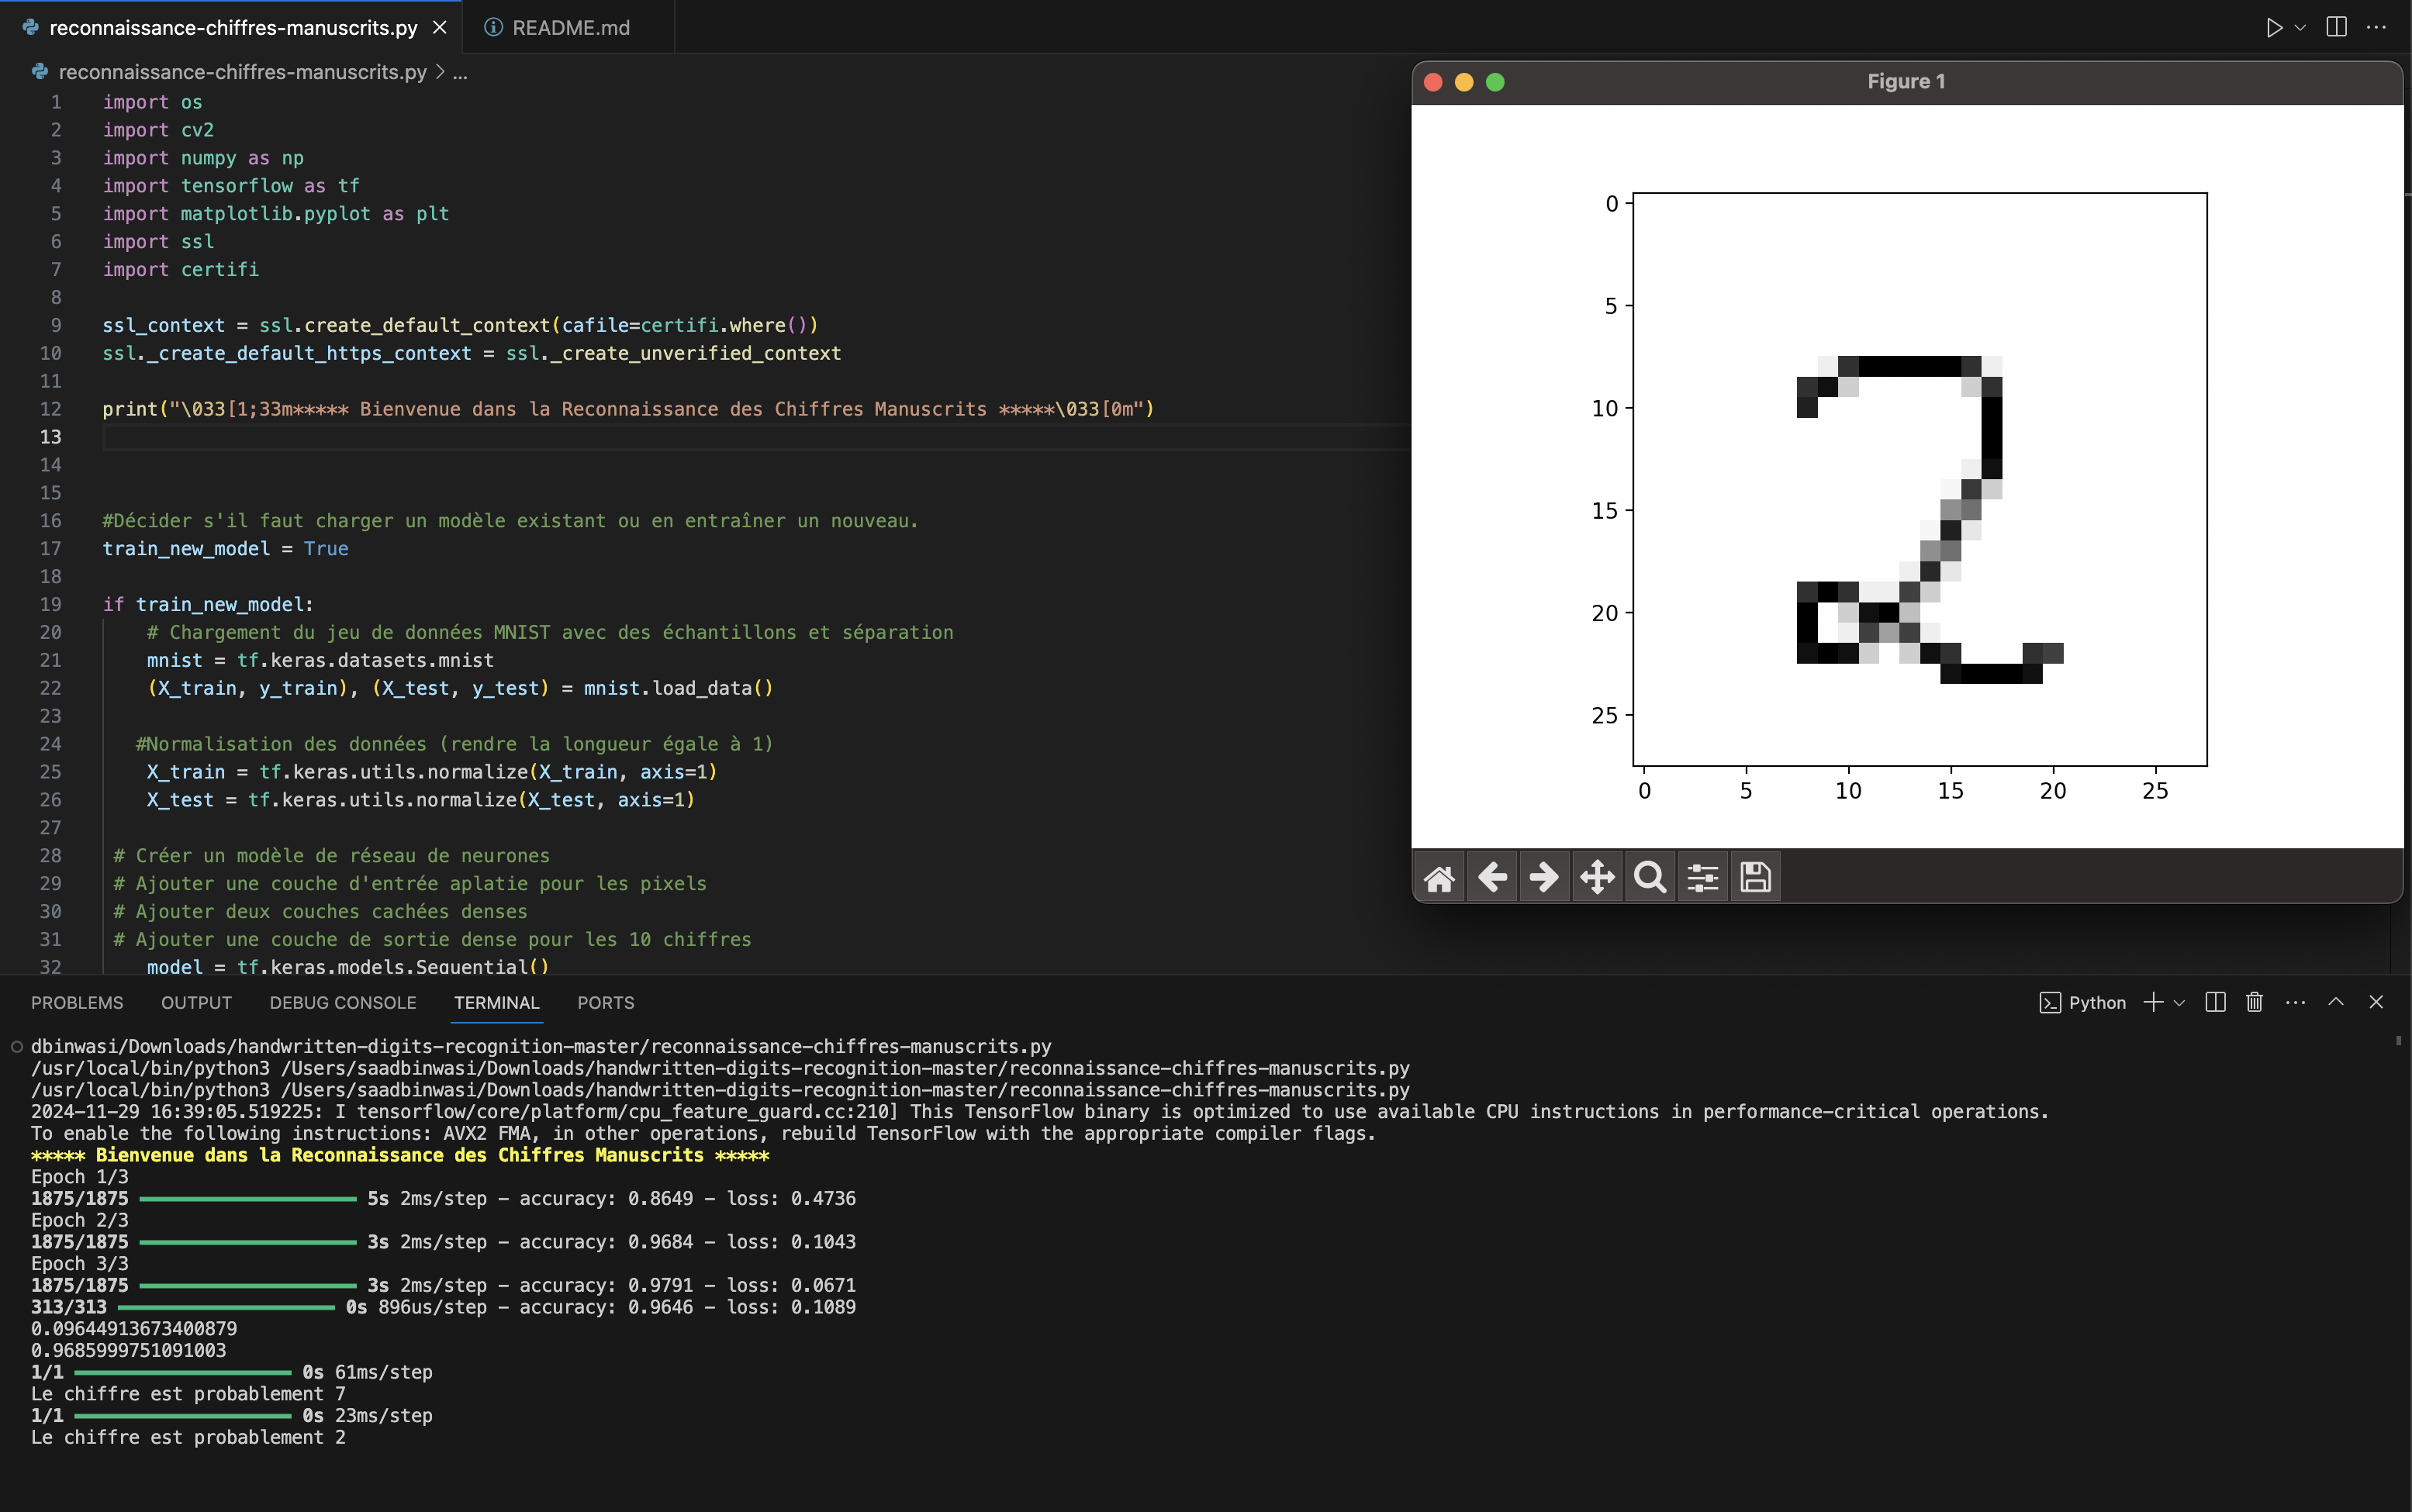 reconnaissance-chiffres-manuscrits.py
README.md
reconnaissance-chiffres-manuscrits.py > ...
1 import os
2 import cv2
3 import numpy as np
4 import tensorflow as tf
5 import matplotlib.pyplot as plt
6 import ssl
7 import certifi
8
9 ssl_context = ssl.create_default_context(cafile=certifi.where())
10 ssl._create_default_https_context = ssl._create_unverified_context
11
12 print("\033[1;33m***** Bienvenue dans la Reconnaissance des Chiffres Manuscrits *****\033[0m")
13
14
15
16 #Décider s'il faut charger un modèle existant ou en entraîner un nouveau.
17 train_new_model = True
18
19 if train_new_model:
20 # Chargement du jeu de données MNIST avec des échantillons et séparation
21 mnist = tf.keras.datasets.mnist
22 (X_train, y_train), (X_test, y_test) = mnist.load_data()
23
24 #Normalisation des données (rendre la longueur égale à 1)
25 X_train = tf.keras.utils.normalize(X_train, axis=1)
26 X_test = tf.keras.utils.normalize(X_test, axis=1)
27
28 # Créer un modèle de réseau de neurones
29 # Ajouter une couche d'entrée aplatie pour les pixels
30 # Ajouter deux couches cachées denses
31 # Ajouter une couche de sortie dense pour les 10 chiffres
32 model = tf.keras.models.Sequential()
Figure 1
0
5
10
15
20
25
0 5 10 15 20 25
2
PROBLEMS OUTPUT DEBUG CONSOLE TERMINAL PORTS
Python
dbinwasi/Downloads/handwritten-digits-recognition-master/reconnaissance-chiffres-manuscrits.py
/usr/local/bin/python3 /Users/saadbinwasi/Downloads/handwritten-digits-recognition-master/reconnaissance-chiffres-manuscrits.py
/usr/local/bin/python3 /Users/saadbinwasi/Downloads/handwritten-digits-recognition-master/reconnaissance-chiffres-manuscrits.py
2024-11-29 16:39:05.519225: I tensorflow/core/platform/cpu_feature_guard.cc:210] This TensorFlow binary is optimized to use available CPU instructions in performance-critical operations.
To enable the following instructions: AVX2 FMA, in other operations, rebuild TensorFlow with the appropriate compiler flags.
***** Bienvenue dans la Reconnaissance des Chiffres Manuscrits *****
Epoch 1/3
1875/1875 5s 2ms/step - accuracy: 0.8649 - loss: 0.4736
Epoch 2/3
1875/1875 3s 2ms/step - accuracy: 0.9684 - loss: 0.1043
Epoch 3/3
1875/1875 3s 2ms/step - accuracy: 0.9791 - loss: 0.0671
313/313 0s 896us/step - accuracy: 0.9646 - loss: 0.1089
0.09644913673400879
0.9685999751091003
1/1 0s 61ms/step
Le chiffre est probablement 7
1/1 0s 23ms/step
Le chiffre est probablement 2